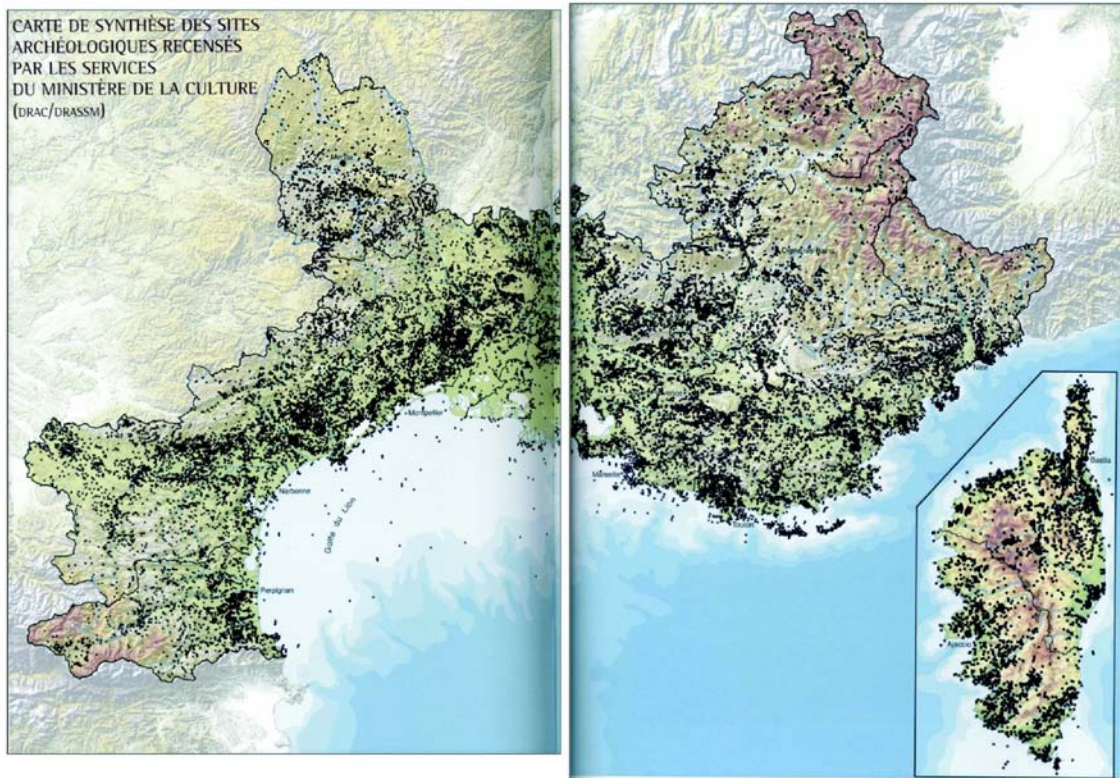 CARTE DE SYNTHÈSE DES SITES
ARCHÉOLOGIQUES RECENSÉS
PAR LES SERVICES
DU MINISTÈRE DE LA CULTURE
(DRAC/DRASSM)
Montpellier
Narbonne
Golfe du Lion
Perpignan
Nice
Marseille
Toulon
Bastia
Ajaccio